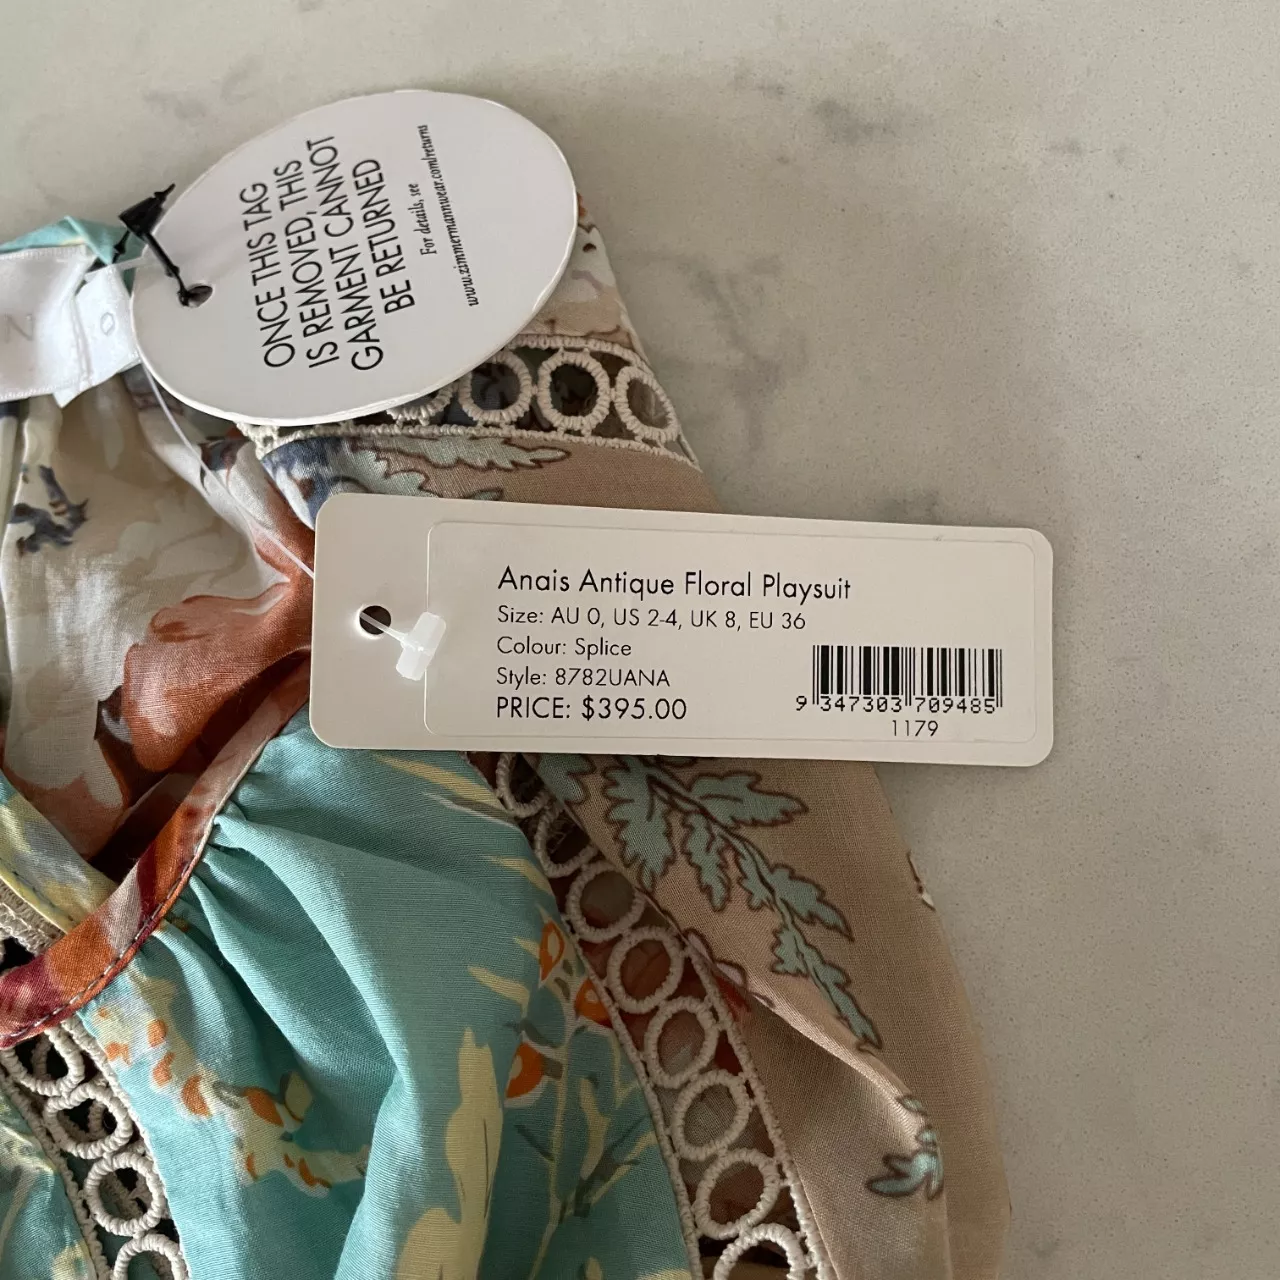 ONCE THIS TAG
IS REMOVED, THIS
GARMENT CANNOT
BE RETURNED
For details, see
www.zimmermannwear.com/returns
0
Anais Antique Floral Playsuit
Size: AU 0, US 2-4, UK 8, EU 36
Colour: Splice
Style: 8782UANA
PRICE: $395.00
9 347303 709485
1179